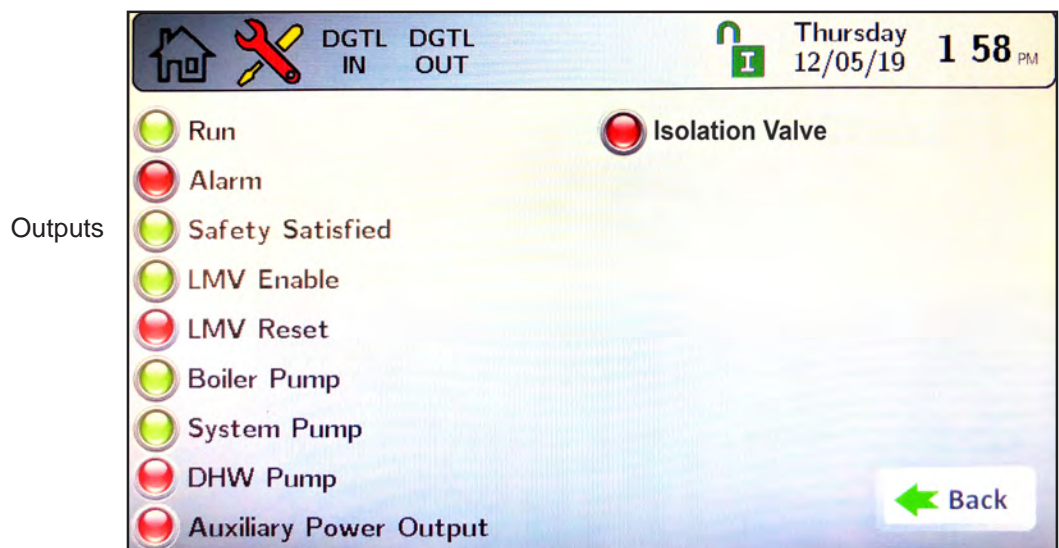 DGTL IN
DGTL OUT
I
Thursday
12/05/19
1 58 PM
Outputs
Run
Alarm
Safety Satisfied
LMV Enable
LMV Reset
Boiler Pump
System Pump
DHW Pump
Auxiliary Power Output
Isolation Valve
Back